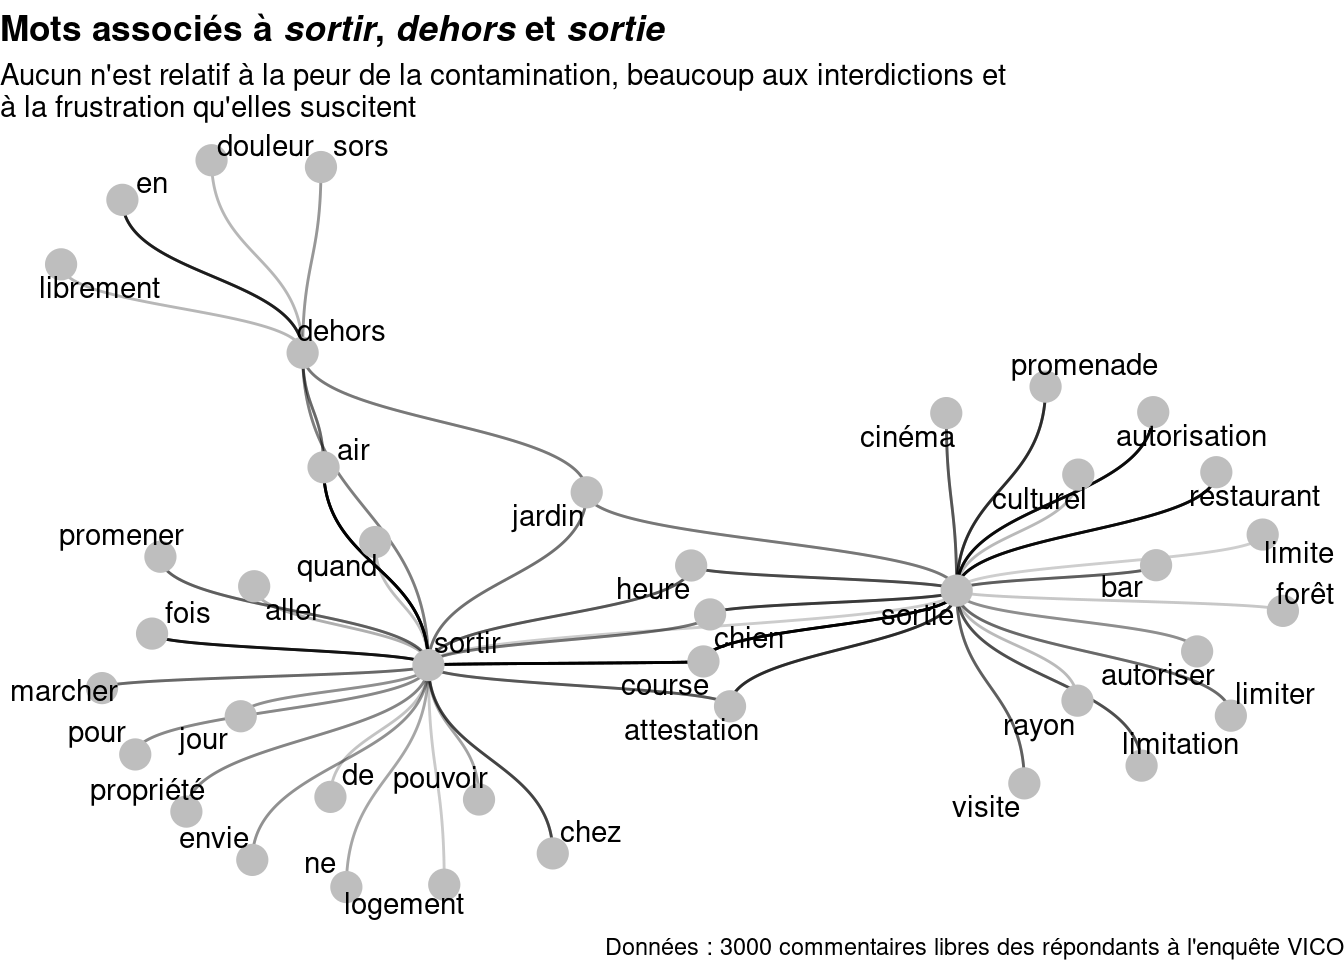 Mots associés à sortir, dehors et sortie
Aucun n'est relatif à la peur de la contamination, beaucoup aux interdictions et
à la frustration qu'elles suscitent
douleur
sors
en
librement
dehors
promenade
cinéma
autorisation
air
culturel
restaurant
jardin
promener
limite
quand
heure
bar
forêt
fois
aller
sortie
sortir
chien
marcher
course
autoriser
limiter
pour
jour
attestation
rayon
limitation
de
pouvoir
propriété
visite
envie
chez
ne
logement
Données : 3000 commentaires libres des répondants à l'enquête VICO